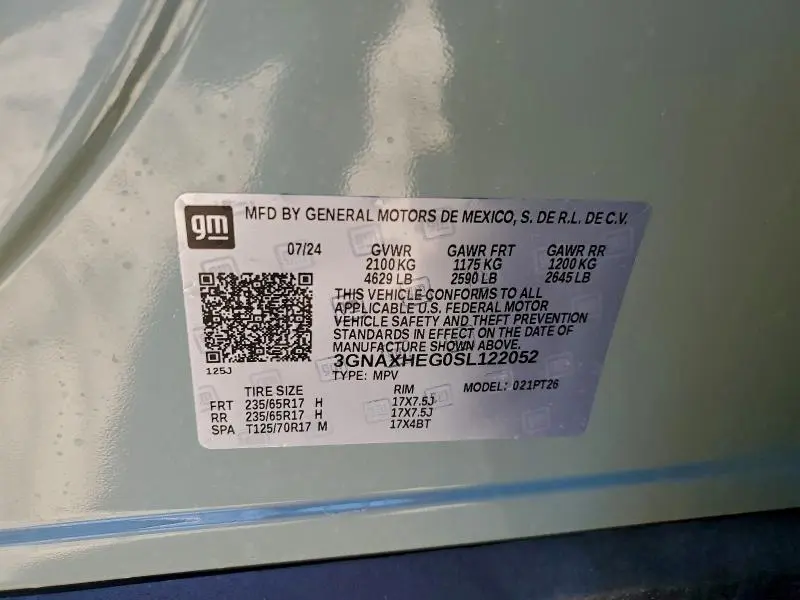 gm MFD BY GENERAL MOTORS DE MEXICO, S. DE R.L. DE C.V.
07/24 GVWR GAWR FRT GAWR RR
2100 KG 1175 KG 1200 KG
4629 LB 2590 LB 2645 LB
THIS VEHICLE CONFORMS TO ALL
APPLICABLE U.S. FEDERAL MOTOR
VEHICLE SAFETY AND THEFT PREVENTION
STANDARDS IN EFFECT ON THE DATE OF
MANUFACTURE SHOWN ABOVE.
3GNAXHEG0SL122052
125J TYPE: MPV
TIRE SIZE RIM MODEL: 021PT26
FRT 235/65R17 H 17X7.5J
RR 235/65R17 H 17X7.5J
SPA T125/70R17 M 17X4BT